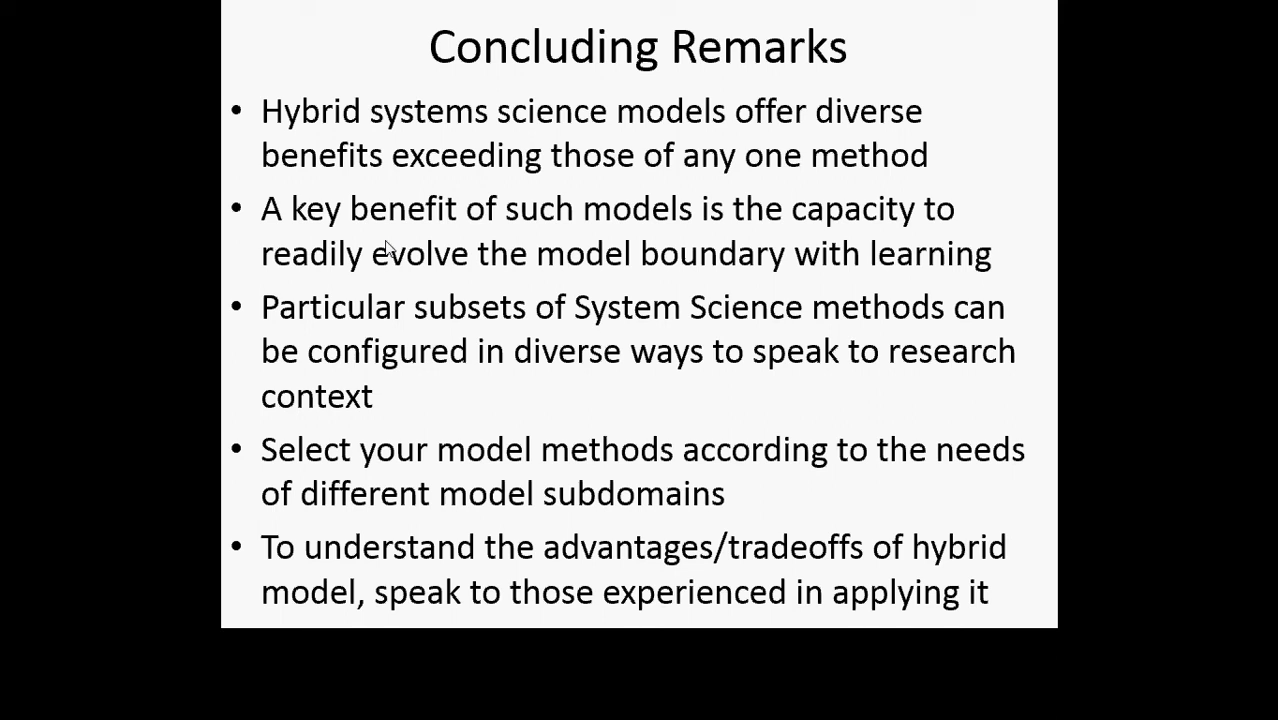 Concluding Remarks
• Hybrid systems science models offer diverse
benefits exceeding those of any one method
• A key benefit of such models is the capacity to
readily evolve the model boundary with learning
• Particular subsets of System Science methods can
be configured in diverse ways to speak to research
context
• Select your model methods according to the needs
of different model subdomains
• To understand the advantages/tradeoffs of hybrid
model, speak to those experienced in applying it